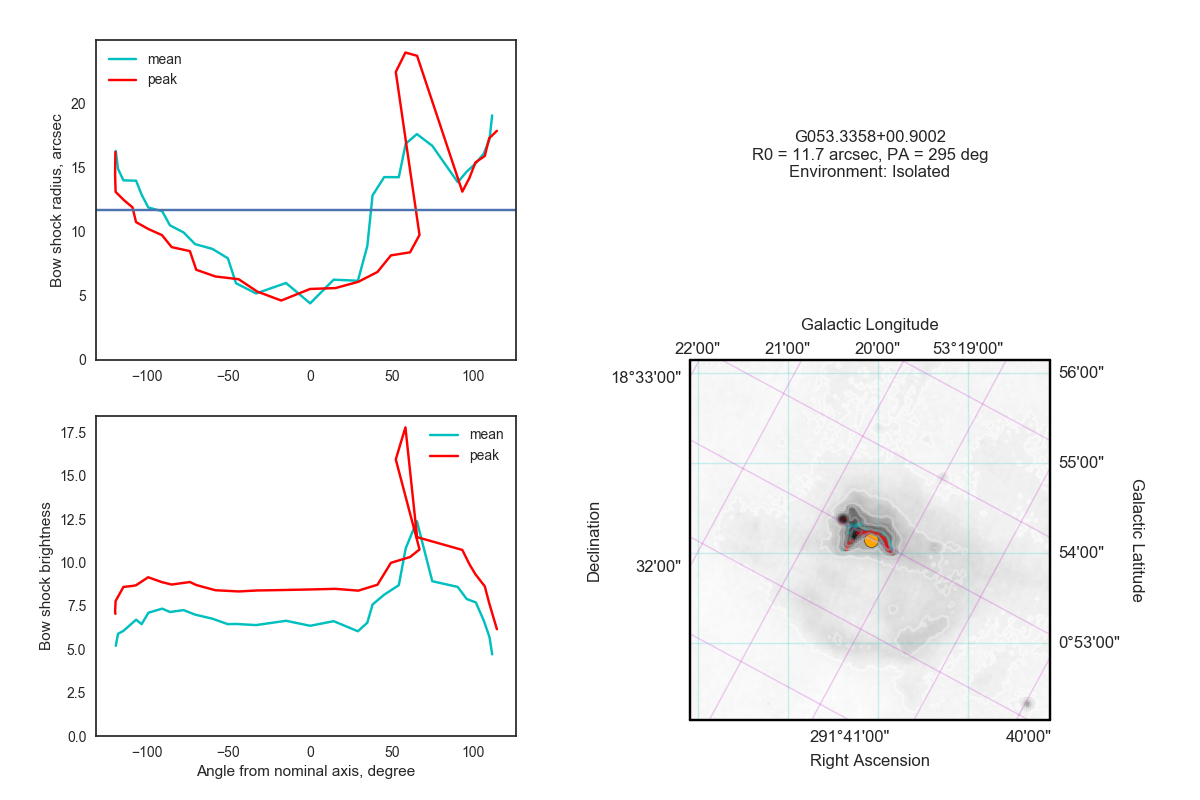 mean
peak
Bow shock radius, arcsec
0
5
10
15
20
−100
−50
0
50
100
mean
peak
Bow shock brightness
0.0
2.5
5.0
7.5
10.0
12.5
15.0
17.5
−100
−50
0
50
100
Angle from nominal axis, degree
G053.3358+00.9002
R0 = 11.7 arcsec, PA = 295 deg
Environment: Isolated
Galactic Longitude
22'00"
21'00"
20'00"
53°19'00"
18°33'00"
32'00"
Declination
56'00"
55'00"
54'00"
0°53'00"
Galactic Latitude
291°41'00"
40'00"
Right Ascension